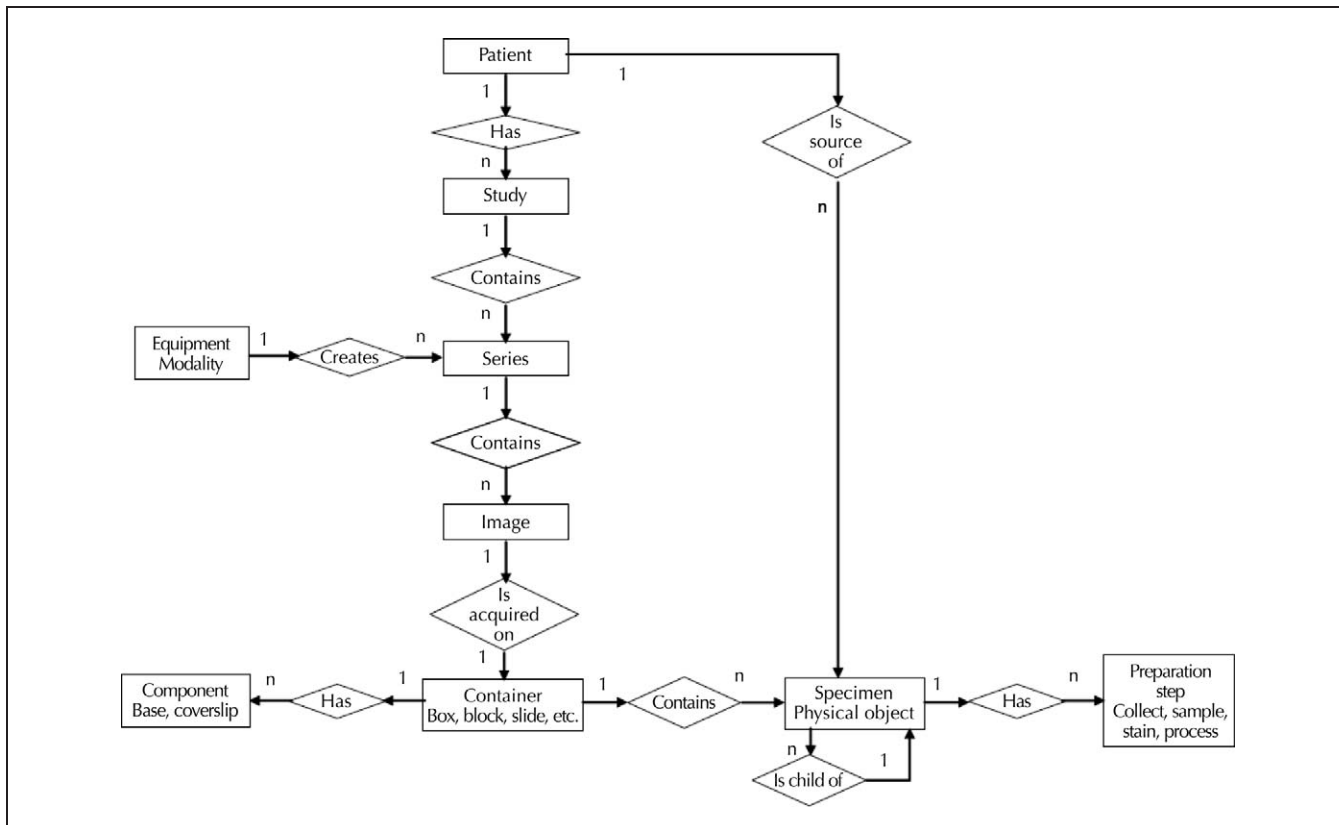 Patient
1
1
Has
Is
source
of
n
Study
n
1
Contains
n
Equipment
Modality
1
Creates
n
Series
1
Contains
n
Image
1
Is
acquired
on
1
Component
Base, coverslip
n
Has
1
Container
Box, block, slide, etc.
1
Contains
n
Specimen
Physical object
1
Has
n
Preparation
step
Collect, sample,
stain, process
n
Is child of
1